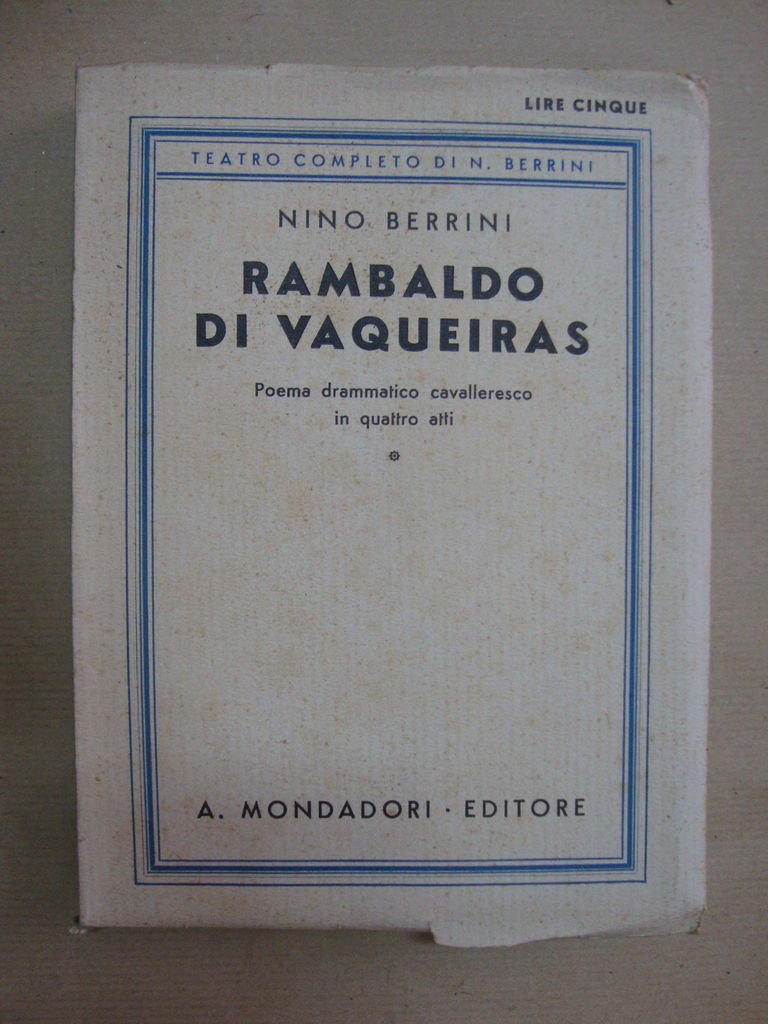 LIRE CINQUE
TEATRO COMPLETO DI N. BERRINI
NINO BERRINI
RAMBALDO
DI VAQUEIRAS
Poema drammatico cavalleresco
in quattro atti
A. MONDADORI · EDITORE